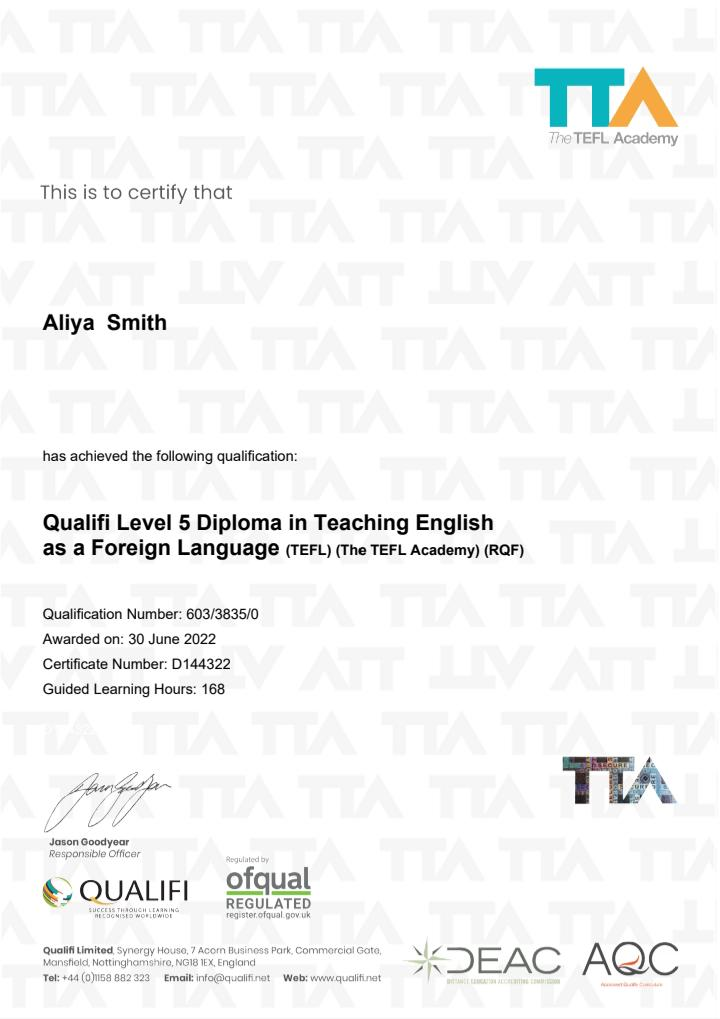 TTA
The TEFL Academy
This is to certify that
Aliya Smith
has achieved the following qualification:
Qualifi Level 5 Diploma in Teaching English
as a Foreign Language (TEFL) (The TEFL Academy) (RQF)
Qualification Number: 603/3835/0
Awarded on: 30 June 2022
Certificate Number: D144322
Guided Learning Hours: 168
TTA
Jason Goodyear
Responsible Officer
QUALIFI
SUCCESS THROUGH LEARNING
RECOGNISED WORLDWIDE
Regulated by
ofqual
REGULATED
register.ofqual.gov.uk
Qualifi Limited, Synergy House, 7 Acorn Business Park, Commercial Gate,
Mansfield, Nottinghamshire, NG18 1EX, England
Tel: +44 (0)1158 882 323 Email: info@qualifi.net Web: www.qualifi.net
DEAC
DISTANCE EDUCATION ACCREDITING COMMISSION
AQC
Approved Quality Curriculum